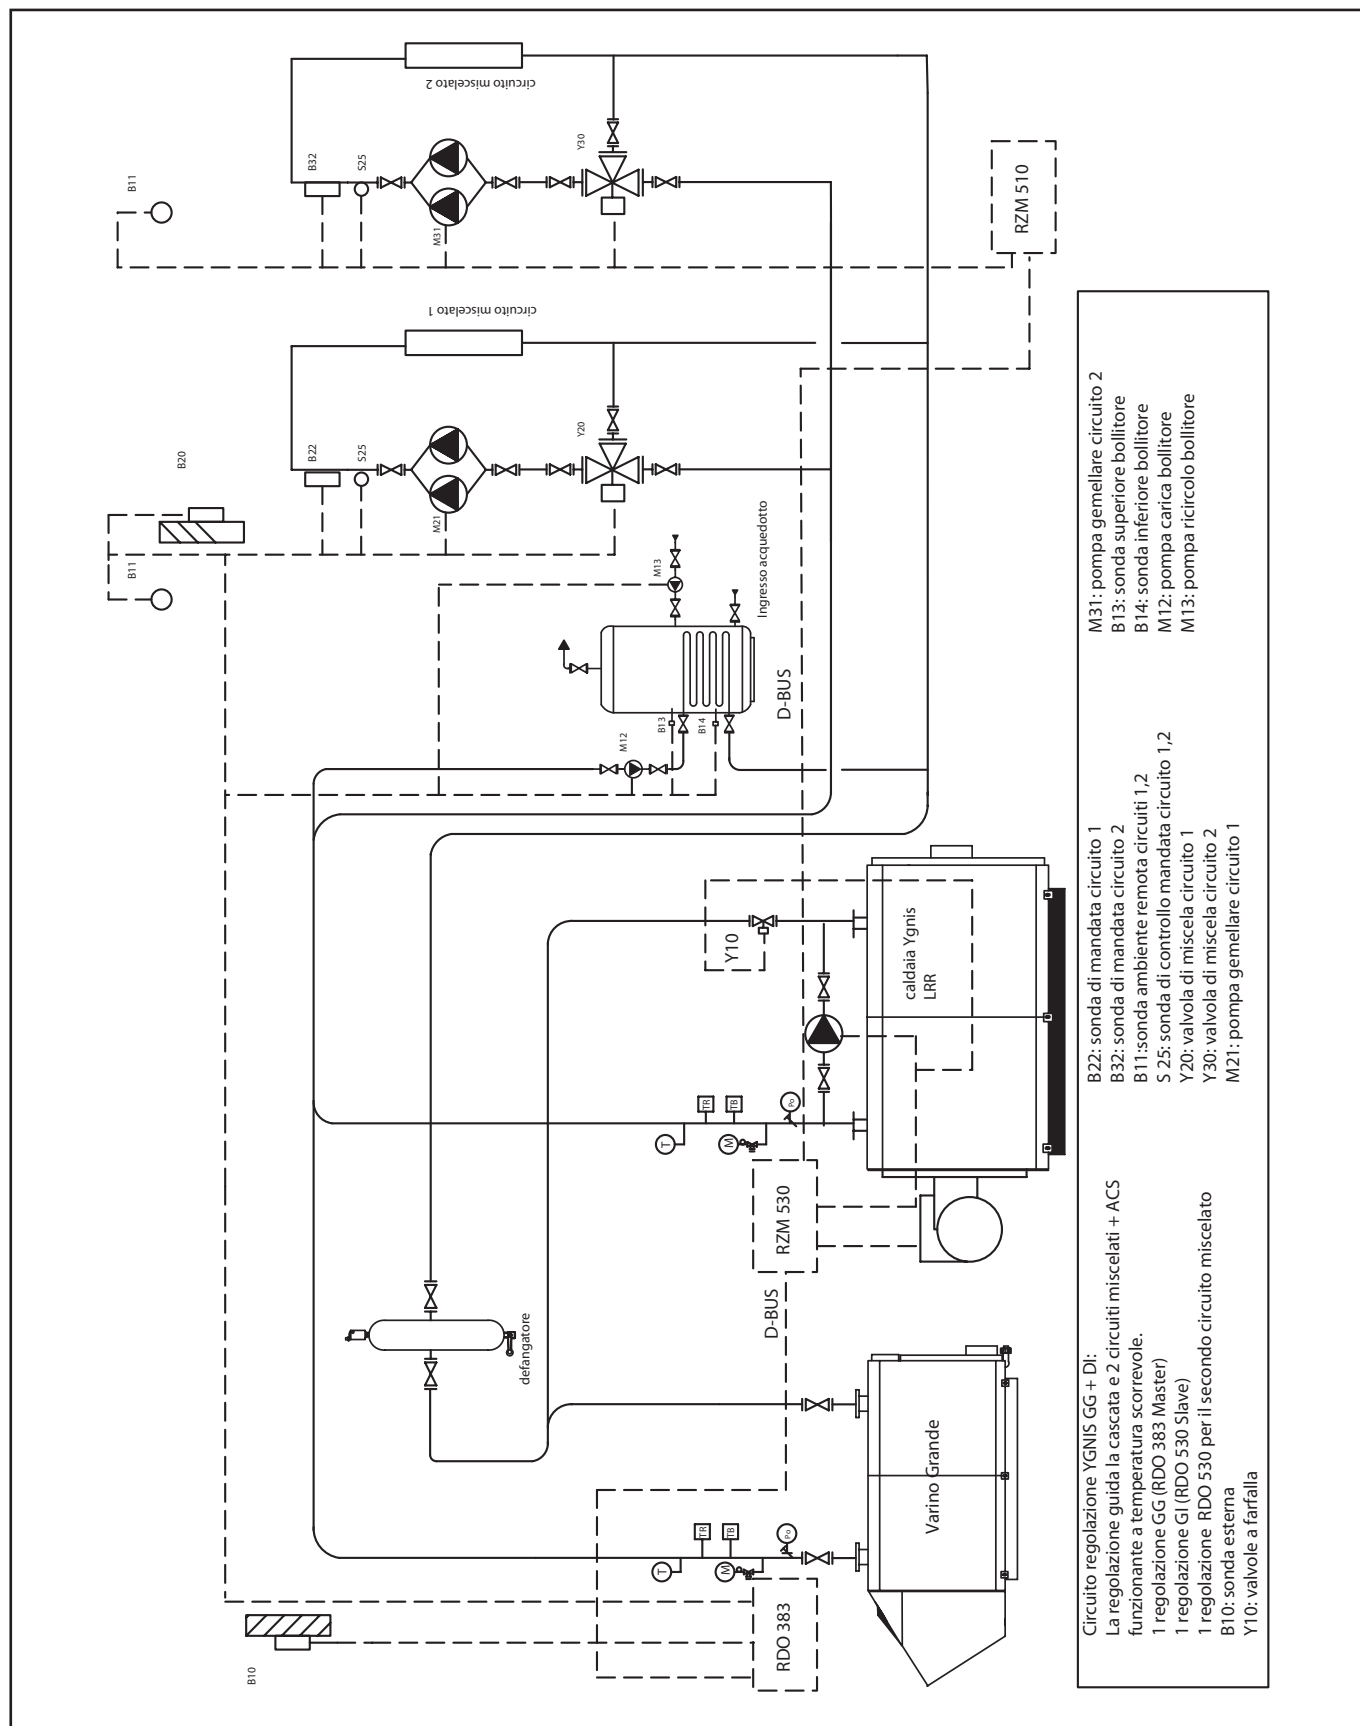 B11
B32
S25
M31
circuito miscelato 2
Y30
RZM 510
B20
B11
B22
S25
M21
circuito miscelato 1
Y20
M13
Ingresso acquedotto
B13
B14
M12
D-BUS
Y10
caldaia Ygnis
LRR
TR
TB
T
M
Po
RZM 530
D-BUS
defangatore
Varino Grande
TR
TB
T
M
Po
RDO 383
B10
Circuito regolazione YGNIS GG + DI:
La regolazione guida la cascata e 2 circuiti miscelati + ACS
funzionante a temperatura scorrevole.
1 regolazione GG (RDO 383 Master)
1 regolazione GI (RDO 530 Slave)
1 regolazione  RDO 530 per il secondo circuito miscelato
B10: sonda esterna
Y10: valvole a farfalla
B22: sonda di mandata circuito 1
B32: sonda di mandata circuito 2
B11:sonda ambiente remota circuiti 1,2
S 25: sonda di controllo mandata circuito 1,2
Y20: valvola di miscela circuito 1
Y30: valvola di miscela circuito 2
M21: pompa gemellare circuito 1
M31: pompa gemellare circuito 2
B13: sonda superiore bollitore
B14: sonda inferiore bollitore
M12: pompa carica bollitore
M13: pompa ricircolo bollitore